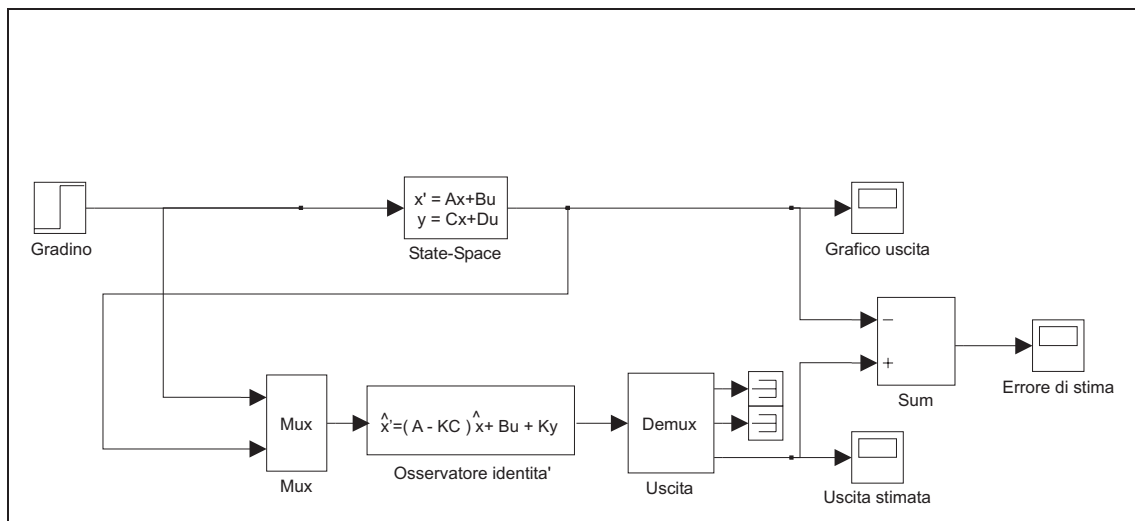 x' = Ax+Bu
y = Cx+Du
Gradino
State-Space
Grafico uscita
−
+
Sum
Errore di stima
Mux
Mux
x̂'=( A - KC ) x̂+ Bu + Ky
Osservatore identita'
Demux
Uscita
Uscita stimata